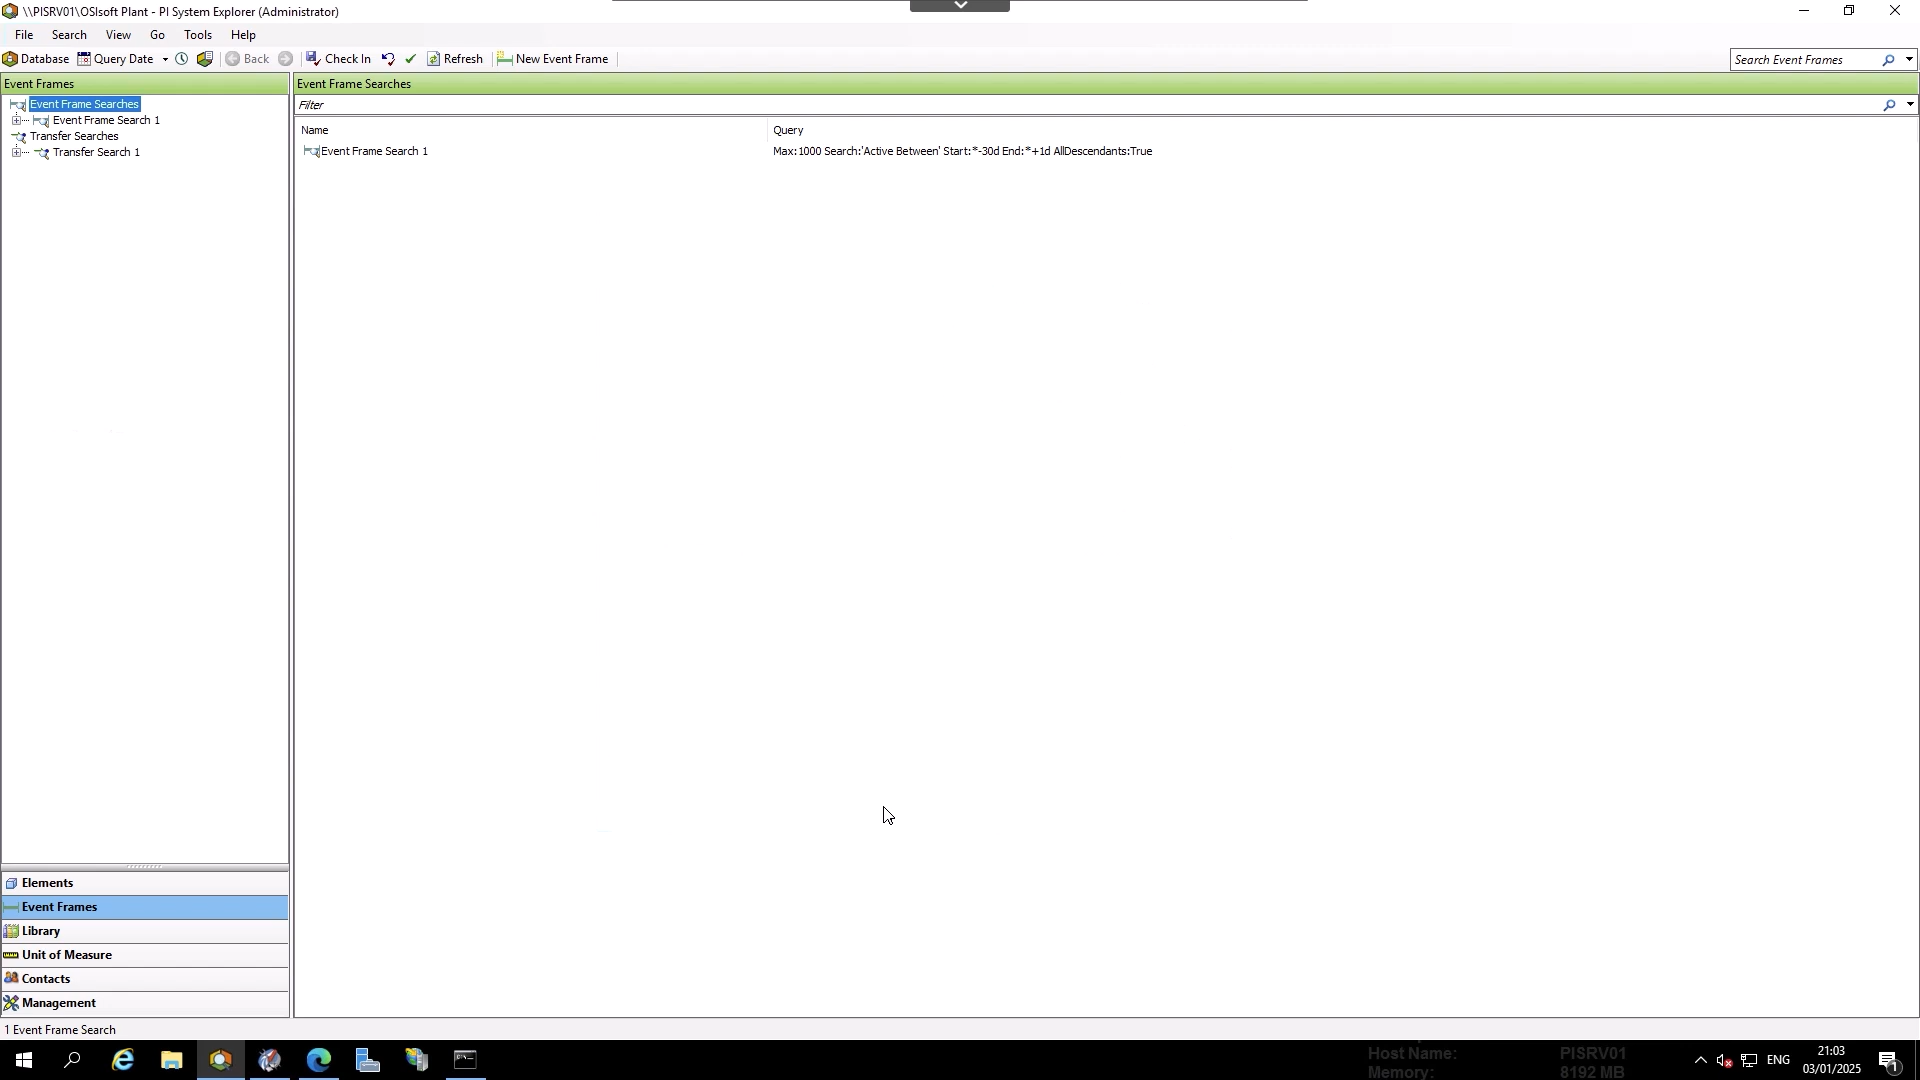 \\PISRV01\OSIsoft Plant - PI System Explorer (Administrator)
File Search View Go Tools Help
Database Query Date Back Check In Refresh New Event Frame Search Event Frames
Event Frames
Event Frame Searches
Event Frame Search 1
Transfer Searches
Transfer Search 1
Event Frame Searches
Filter
Name Query
Event Frame Search 1 Max:1000 Search:'Active Between' Start:*-30d End:*+1d AllDescendants:True
Elements
Event Frames
Library
Unit of Measure
Contacts
Management
1 Event Frame Search
Host Name: PISRV01
Memory: 8192 MB
ENG
21:03
03/01/2025
1